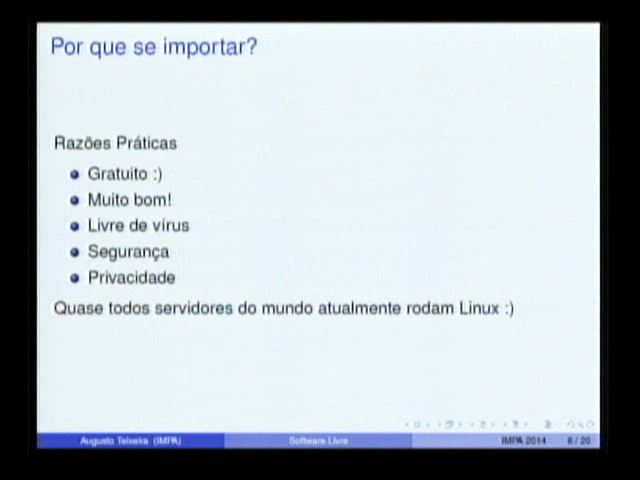 Por que se importar?
Razões Práticas
Gratuito :)
Muito bom!
Livre de vírus
Segurança
Privacidade
Quase todos servidores do mundo atualmente rodam Linux :)
Augusto Teixeira (IMPA) Software Livre IMPA 2014 6 / 20